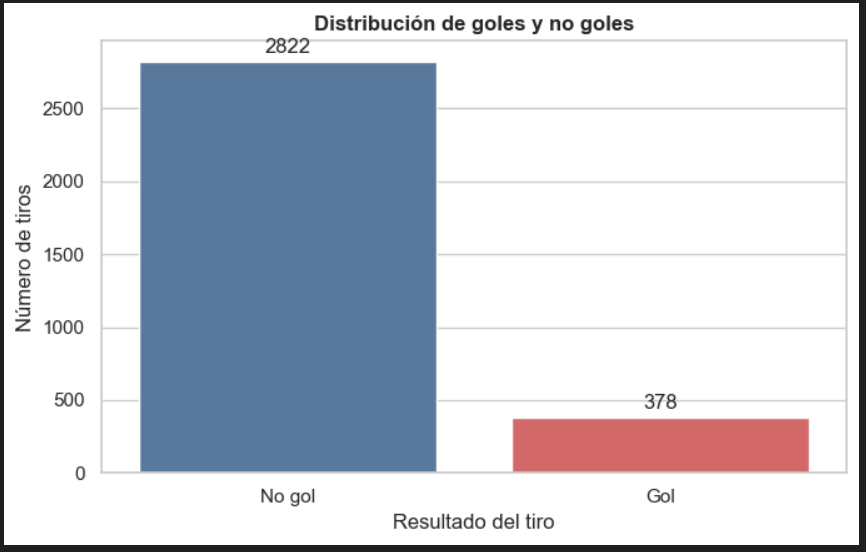 Distribución de goles y no goles
2822
2500
2000
1500
1000
500
0
Número de tiros
378
No gol
Gol
Resultado del tiro